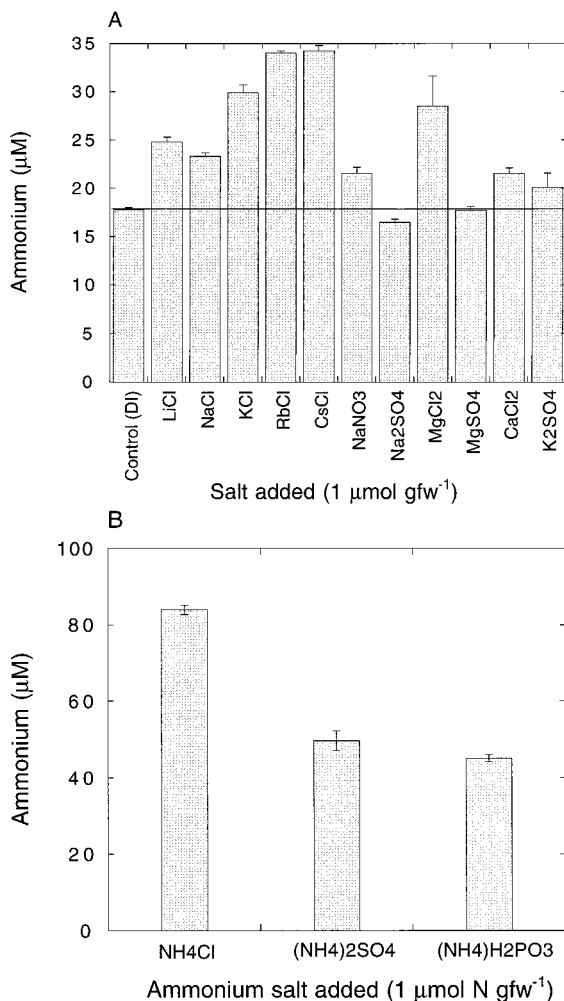 A
Ammonium (μM)
35
30
25
20
15
10
5
0
Control (DI)
LiCl
NaCl
KCl
RbCl
CsCl
NaNO3
Na2SO4
MgCl2
MgSO4
CaCl2
K2SO4
Salt added (1 μmol gfw⁻¹)
B
Ammonium (μM)
100
80
60
40
20
0
NH4Cl
(NH4)2SO4
(NH4)H2PO3
Ammonium salt added (1 μmol N gfw⁻¹)